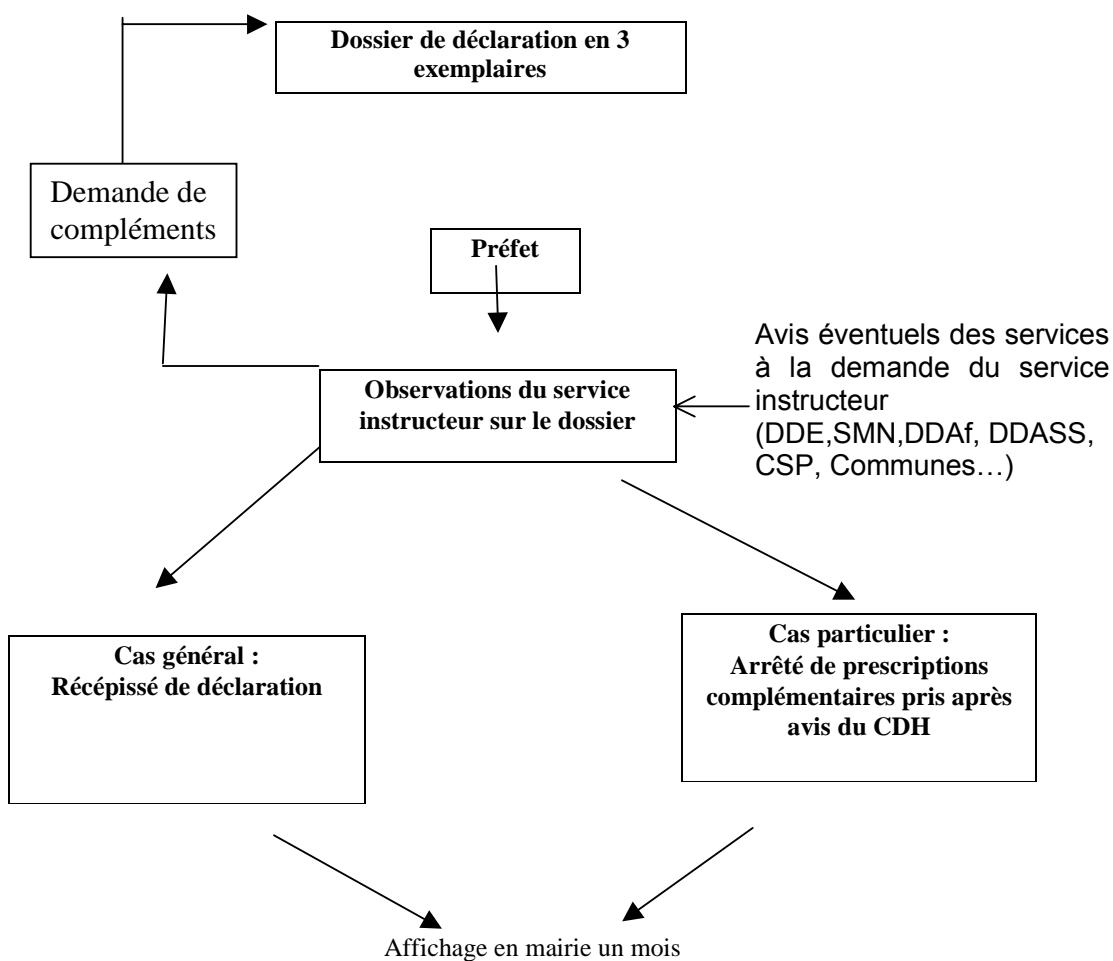 Dossier de déclaration en 3
exemplaires
Demande de
compléments
Préfet
Avis éventuels des services
à la demande du service
instructeur
(DDE,SMN,DDAf, DDASS,
CSP, Communes…)
Observations du service
instructeur sur le dossier
Cas général :
Récépissé de déclaration
Cas particulier :
Arrêté de prescriptions
complémentaires pris après
avis du CDH
Affichage en mairie un mois